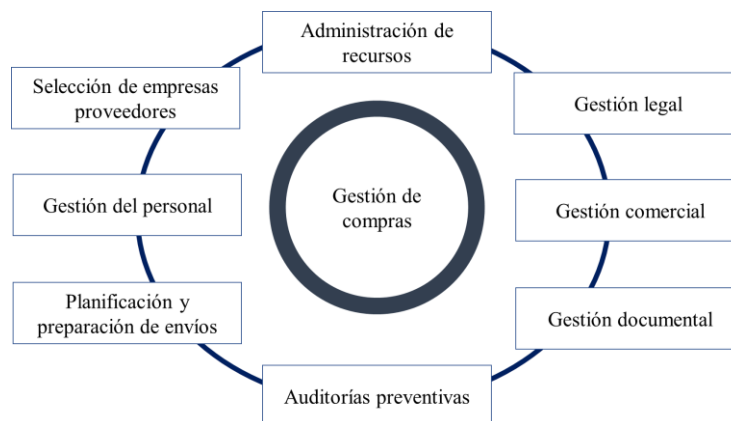 Administración de
recursos
Selección de empresas
proveedores
Gestión legal
Gestión del personal
Gestión de
compras
Gestión comercial
Planificación y
preparación de envíos
Gestión documental
Auditorías preventivas